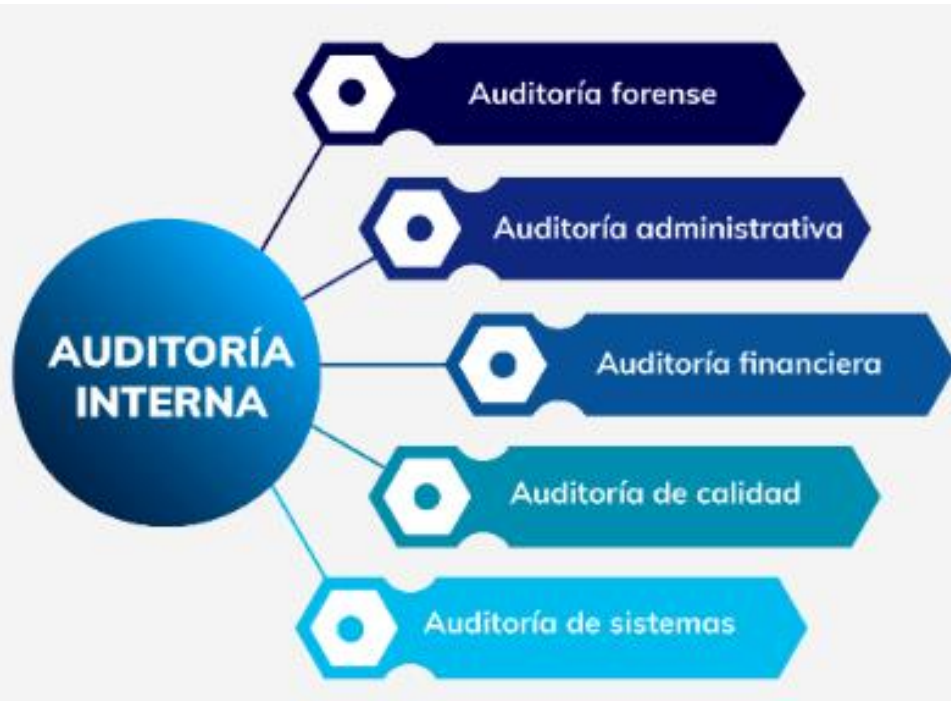 Auditoría forense
Auditoría administrativa
AUDITORÍA
INTERNA
Auditoría financiera
Auditoría de calidad
Auditoría de sistemas